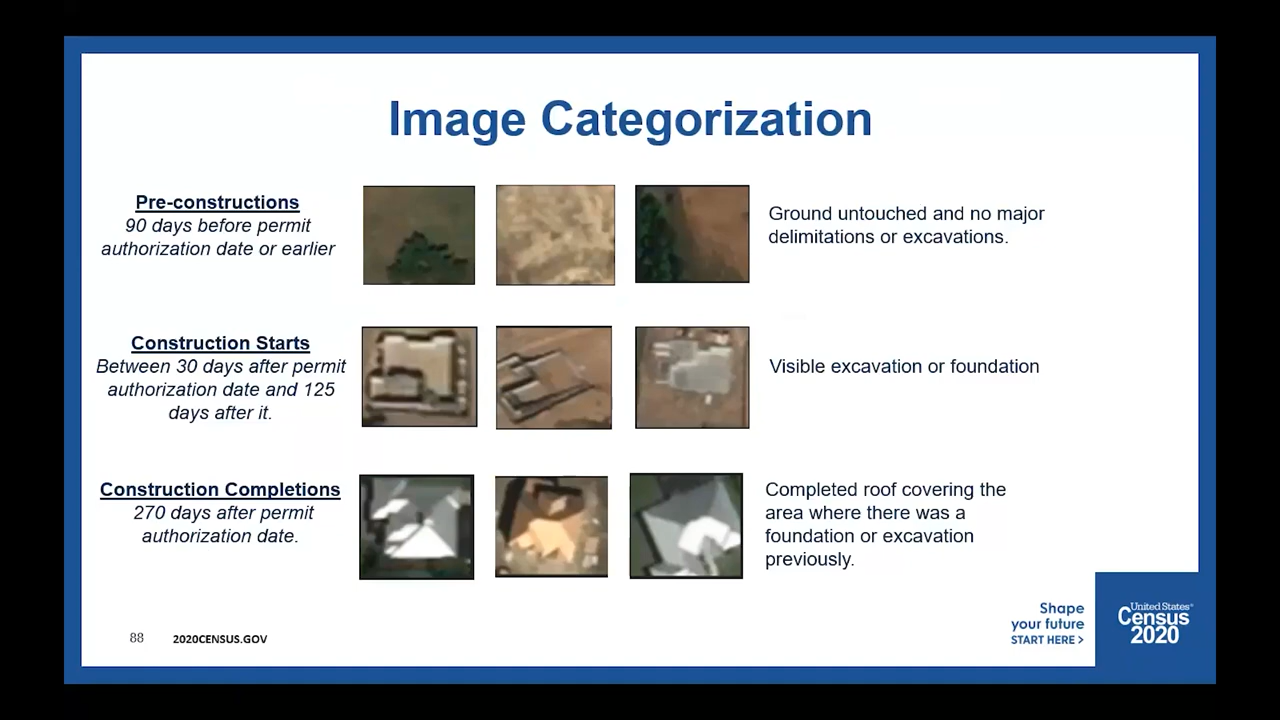 Image Categorization
Pre-constructions
90 days before permit
authorization date or earlier
Ground untouched and no major
delimitations or excavations.
Construction Starts
Between 30 days after permit
authorization date and 125
days after it.
Visible excavation or foundation
Construction Completions
270 days after permit
authorization date.
Completed roof covering the
area where there was a
foundation or excavation
previously.
88
2020CENSUS.GOV
Shape
your future
START HERE >
United States®
Census
2020